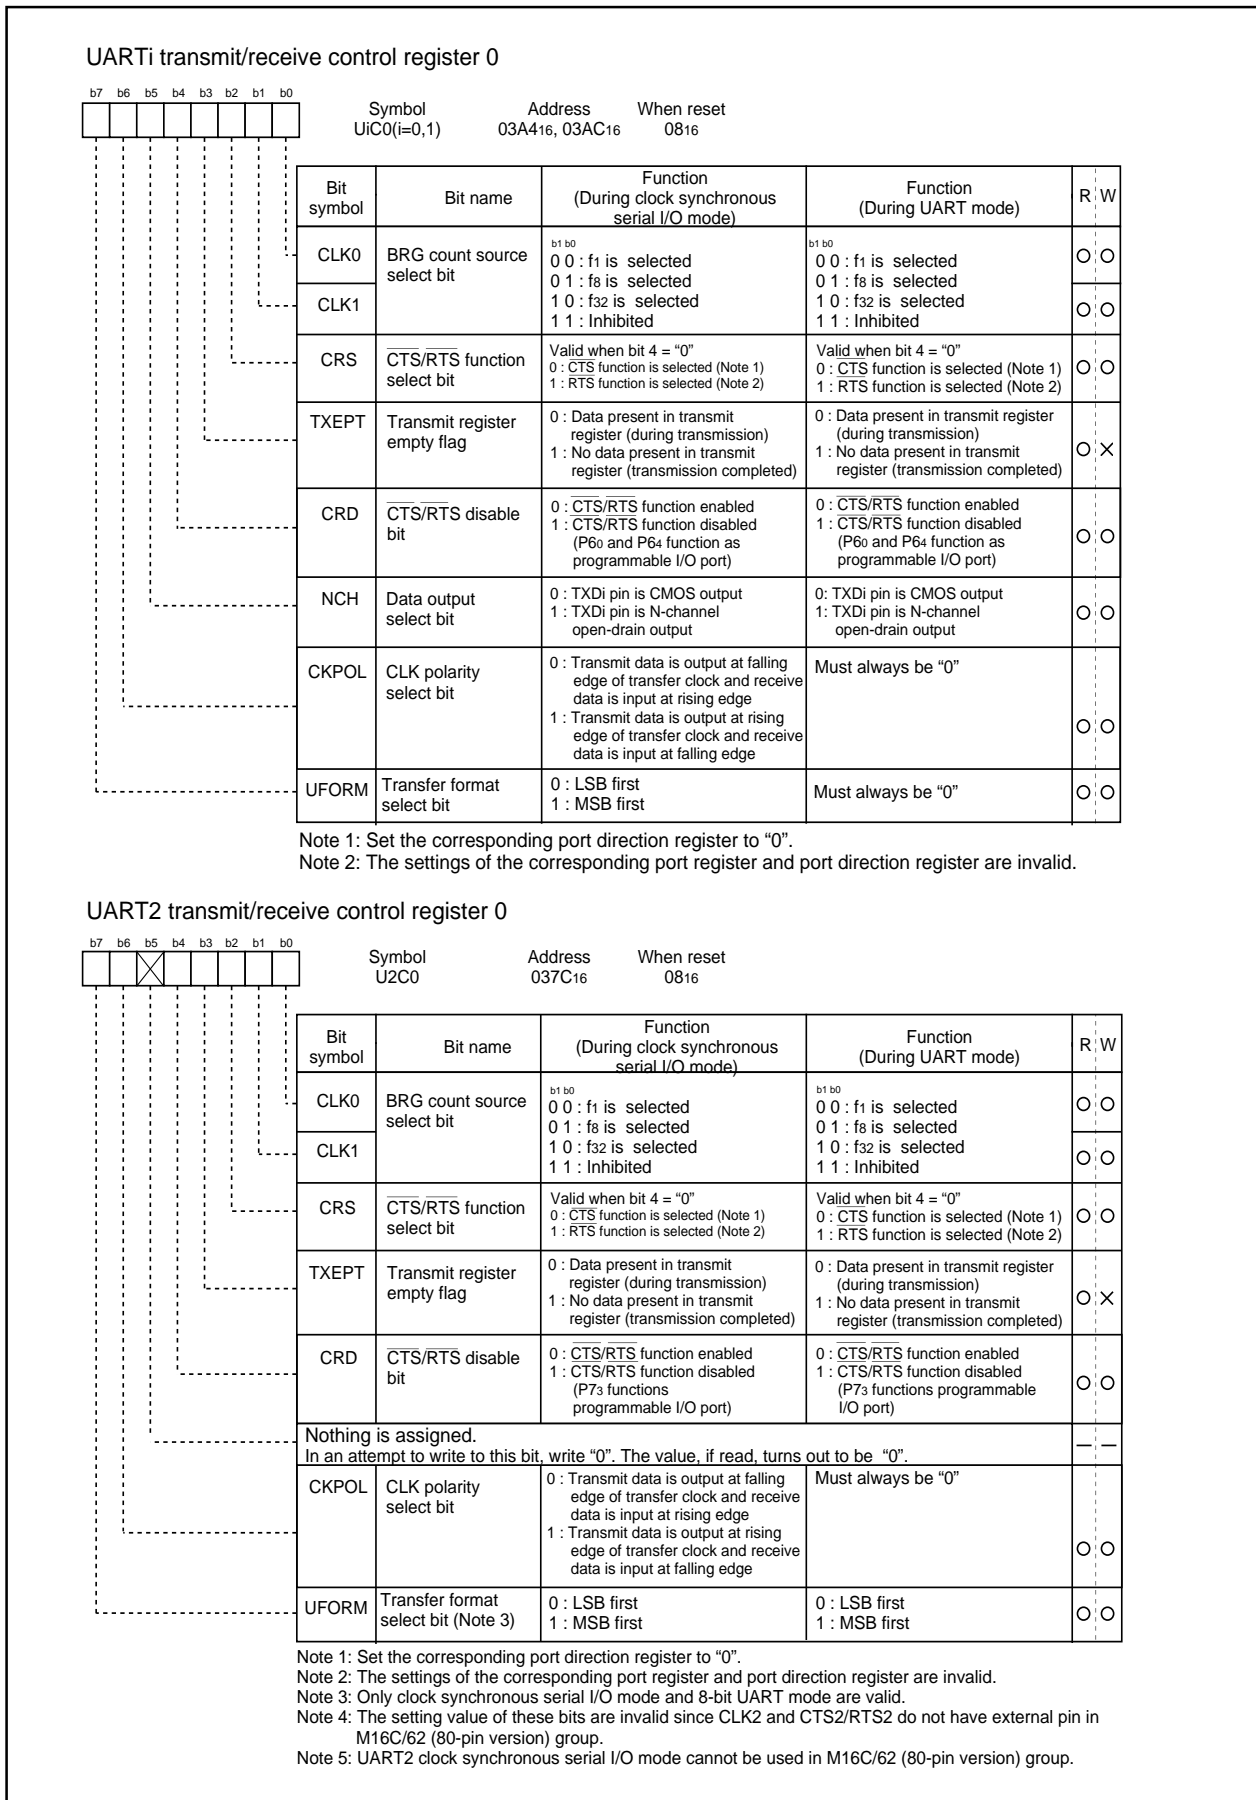 UARTi transmit/receive control register 0
b7 b6 b5 b4 b3 b2 b1 b0
Symbol Address When reset
UiC0(i=0,1) 03A416, 03AC16 0816
Bit symbol Bit name Function (During clock synchronous serial I/O mode) Function (During UART mode) R W
CLK0 BRG count source select bit
CLK1
b1 b0
0 0 : f1 is selected
0 1 : f8 is selected
1 0 : f32 is selected
1 1 : Inhibited
b1 b0
0 0 : f1 is selected
0 1 : f8 is selected
1 0 : f32 is selected
1 1 : Inhibited
CRS CTS/RTS function select bit
Valid when bit 4 = “0”
0 : CTS function is selected (Note 1)
1 : RTS function is selected (Note 2)
Valid when bit 4 = “0”
0 : CTS function is selected (Note 1)
1 : RTS function is selected (Note 2)
TXEPT Transmit register empty flag
0 : Data present in transmit
register (during transmission)
1 : No data present in transmit
register (transmission completed)
0 : Data present in transmit register
(during transmission)
1 : No data present in transmit
register (transmission completed)
CRD CTS/RTS disable bit
0 : CTS/RTS function enabled
1 : CTS/RTS function disabled
(P60 and P64 function as
programmable I/O port)
0 : CTS/RTS function enabled
1 : CTS/RTS function disabled
(P60 and P64 function as
programmable I/O port)
NCH Data output select bit
0 : TXDi pin is CMOS output
1 : TXDi pin is N-channel
open-drain output
0: TXDi pin is CMOS output
1: TXDi pin is N-channel
open-drain output
CKPOL CLK polarity select bit
0 : Transmit data is output at falling
edge of transfer clock and receive
data is input at rising edge
1 : Transmit data is output at rising
edge of transfer clock and receive
data is input at falling edge
Must always be “0”
UFORM Transfer format select bit
0 : LSB first
1 : MSB first
Must always be “0”
Note 1: Set the corresponding port direction register to “0”.
Note 2: The settings of the corresponding port register and port direction register are invalid.
UART2 transmit/receive control register 0
b7 b6 b5 b4 b3 b2 b1 b0
Symbol Address When reset
U2C0 037C16 0816
Bit symbol Bit name Function (During clock synchronous serial I/O mode) Function (During UART mode) R W
CLK0 BRG count source select bit
CLK1
b1 b0
0 0 : f1 is selected
0 1 : f8 is selected
1 0 : f32 is selected
1 1 : Inhibited
b1 b0
0 0 : f1 is selected
0 1 : f8 is selected
1 0 : f32 is selected
1 1 : Inhibited
CRS CTS/RTS function select bit
Valid when bit 4 = “0”
0 : CTS function is selected (Note 1)
1 : RTS function is selected (Note 2)
Valid when bit 4 = “0”
0 : CTS function is selected (Note 1)
1 : RTS function is selected (Note 2)
TXEPT Transmit register empty flag
0 : Data present in transmit
register (during transmission)
1 : No data present in transmit
register (transmission completed)
0 : Data present in transmit register
(during transmission)
1 : No data present in transmit
register (transmission completed)
CRD CTS/RTS disable bit
0 : CTS/RTS function enabled
1 : CTS/RTS function disabled
(P73 functions
programmable I/O port)
0 : CTS/RTS function enabled
1 : CTS/RTS function disabled
(P73 functions programmable
I/O port)
Nothing is assigned.
In an attempt to write to this bit, write “0”. The value, if read, turns out to be “0”.
CKPOL CLK polarity select bit
0 : Transmit data is output at falling
edge of transfer clock and receive
data is input at rising edge
1 : Transmit data is output at rising
edge of transfer clock and receive
data is input at falling edge
Must always be “0”
UFORM Transfer format select bit (Note 3)
0 : LSB first
1 : MSB first
0 : LSB first
1 : MSB first
Note 1: Set the corresponding port direction register to “0”.
Note 2: The settings of the corresponding port register and port direction register are invalid.
Note 3: Only clock synchronous serial I/O mode and 8-bit UART mode are valid.
Note 4: The setting value of these bits are invalid since CLK2 and CTS2/RTS2 do not have external pin in
M16C/62 (80-pin version) group.
Note 5: UART2 clock synchronous serial I/O mode cannot be used in M16C/62 (80-pin version) group.